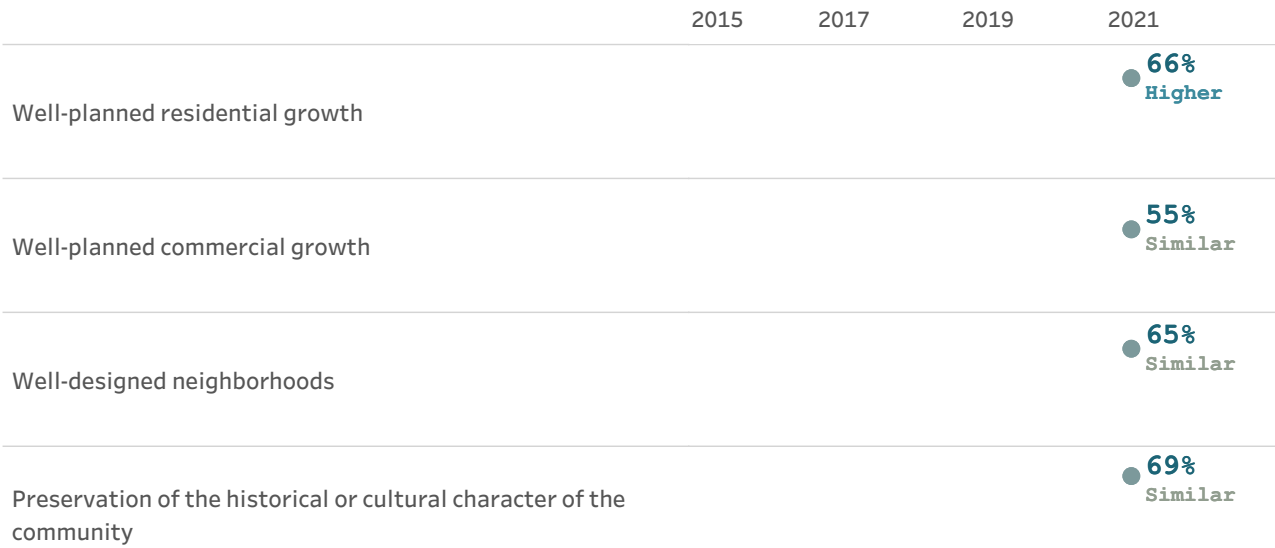 2015 2017 2019 2021
66%
Higher
Well-planned residential growth
55%
Similar
Well-planned commercial growth
65%
Similar
Well-designed neighborhoods
69%
Similar
Preservation of the historical or cultural character of the
community